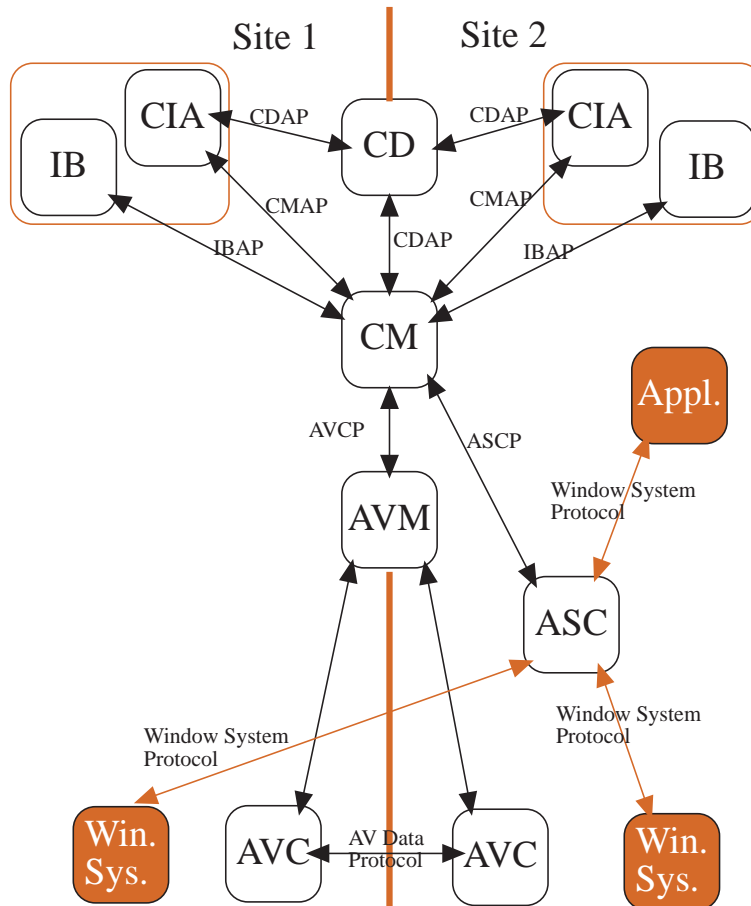 Site 1
Site 2
CIA
CDAP
CD
CDAP
CIA
IB
IB
CMAP
CMAP
IBAP
CDAP
IBAP
CM
Appl.
AVCP
ASCP
Window System
Protocol
AVM
ASC
Window System
Protocol
Window System
Protocol
Win.
Sys.
AVC
AV Data
Protocol
AVC
Win.
Sys.